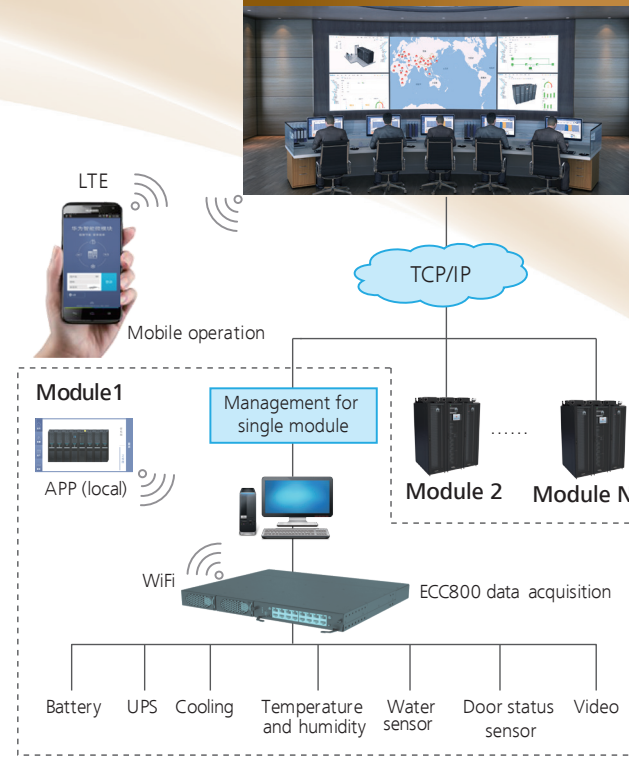 LTE
TCP/IP
Mobile operation
Module1
Management for
single module
APP (local)
......
Module 2
Module N
WiFi
ECC800 data acquisition
Battery
UPS
Cooling
Temperature
and humidity
Water
sensor
Door status
sensor
Video